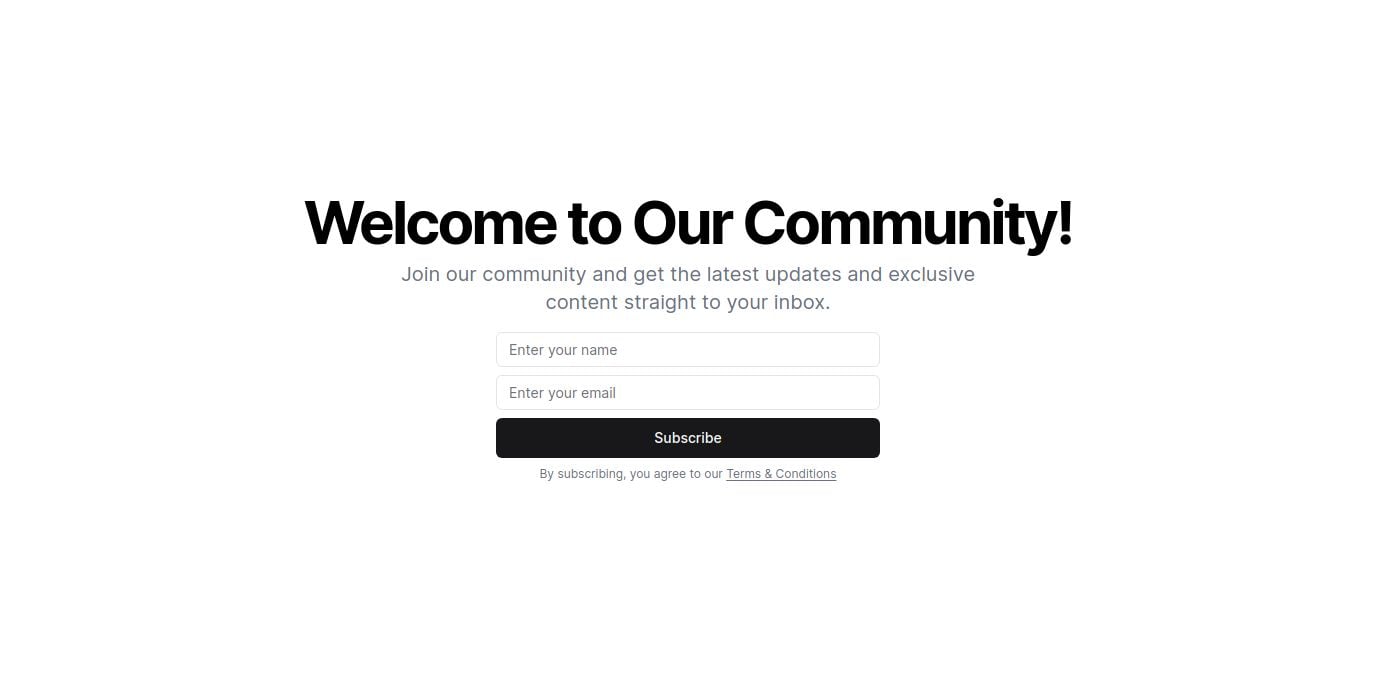 Welcome to Our Community!
Join our community and get the latest updates and exclusive
content straight to your inbox.
Enter your name
Enter your email
Subscribe
By subscribing, you agree to our Terms & Conditions